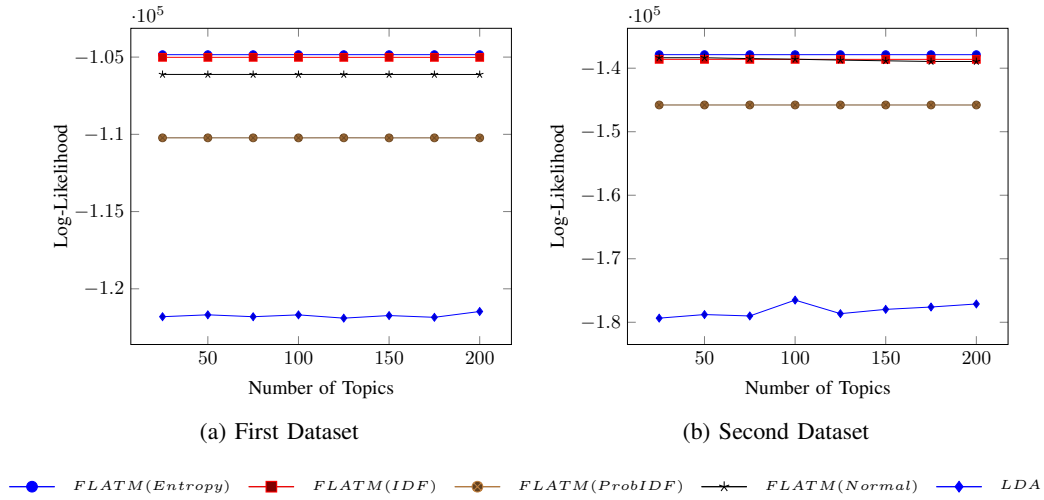 ·10⁵
−1.05
−1.1
−1.15
−1.2
Log-Likelihood
50 100 150 200
Number of Topics
(a) First Dataset
·10⁵
−1.4
−1.5
−1.6
−1.7
−1.8
Log-Likelihood
50 100 150 200
Number of Topics
(b) Second Dataset
FLATM(Entropy) FLATM(IDF) FLATM(ProbIDF) FLATM(Normal) LDA